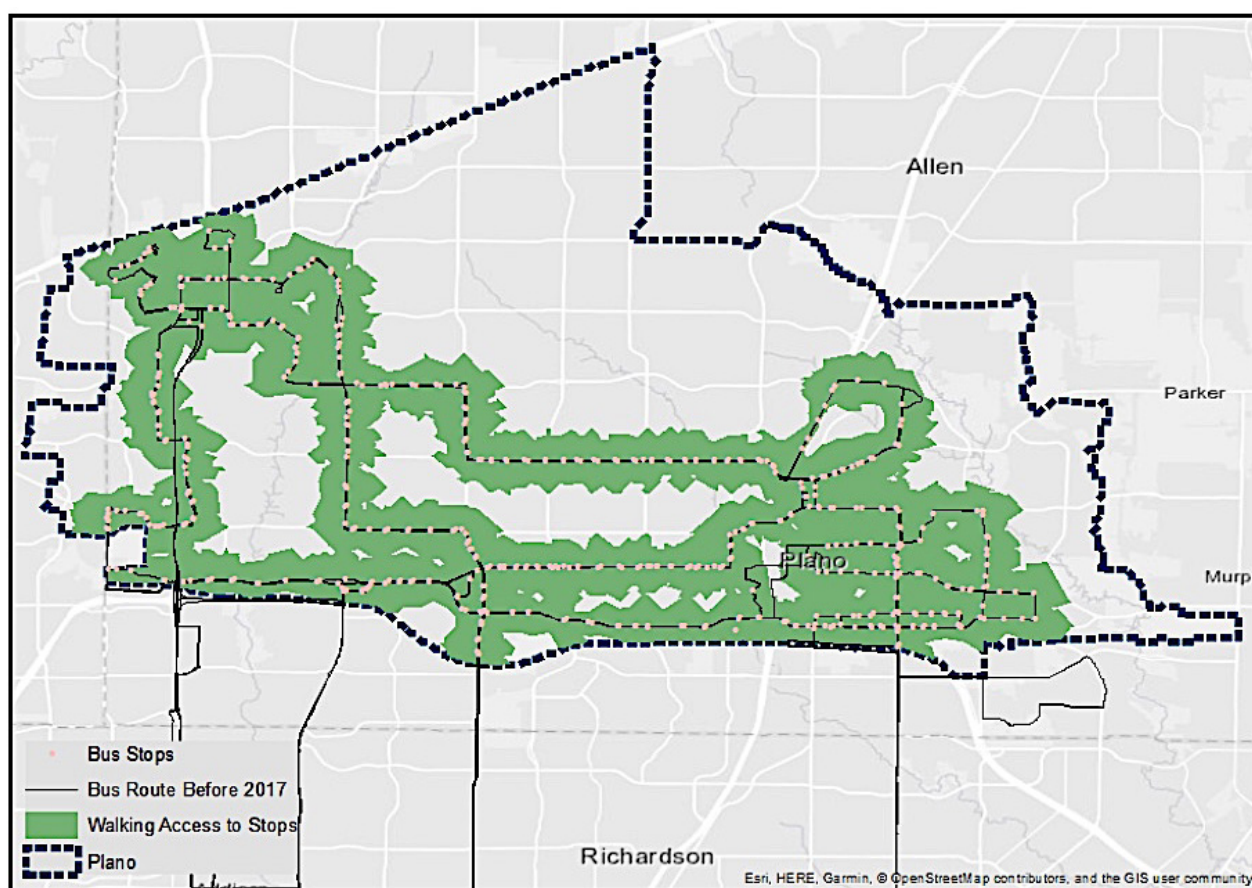 Allen
Parker
Plano
Murp
Bus Stops
Bus Route Before 2017
Walking Access to Stops
Plano
Richardson
Esri, HERE, Garmin, © OpenStreetMap contributors, and the GIS user community